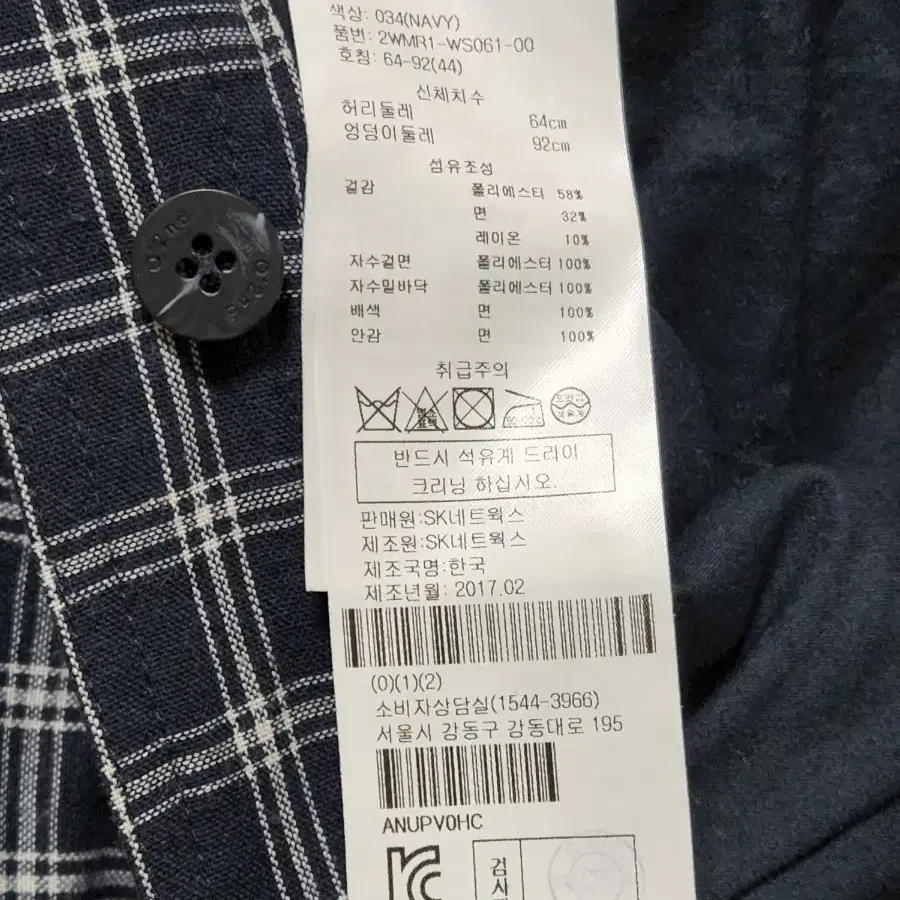 색상: 034(NAVY)
품번: 2WMR1-WS061-00
호칭: 64-92(44)
신체치수
허리둘레 64cm
엉덩이둘레 92cm
섬유조성
겉감 폴리에스터 58%
면 32%
레이온 10%
자수겉면 폴리에스터 100%
자수밑바닥 폴리에스터 100%
배색 면 100%
안감 면 100%
취급주의
드라이
석유계
반드시 석유계 드라이
크리닝 하십시오.
판매원:SK네트웍스
제조원:SK네트웍스
제조국명:한국
제조년월: 2017.02
(0)(1)(2)
소비자상담실(1544-3966)
서울시 강동구 강동대로 195
ANUPV0HC
검사